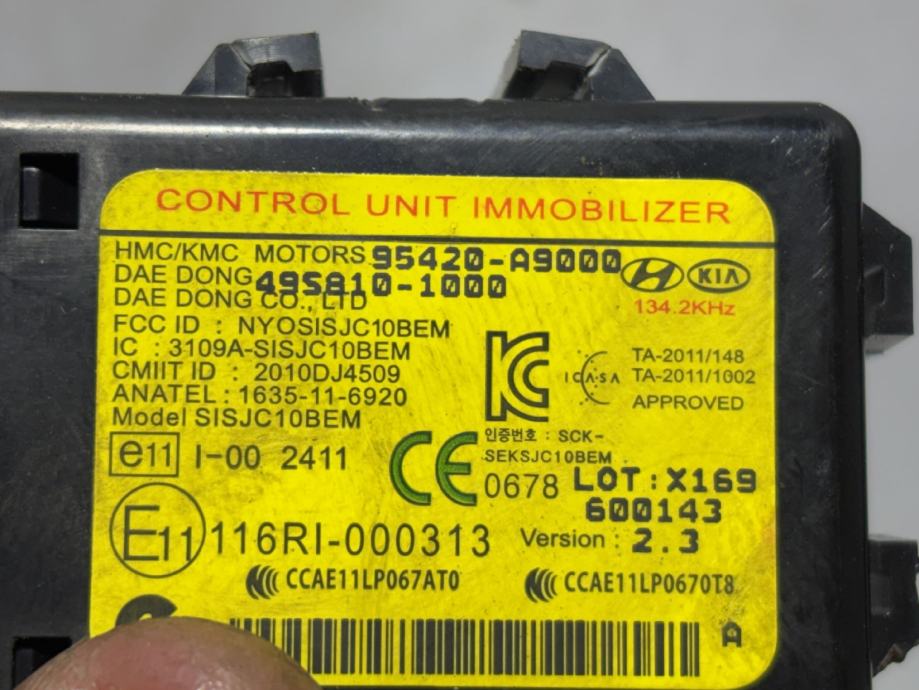 CONTROL UNIT IMMOBILIZER
HMC/KMC MOTORS 95420-A9000
DAE DONG 495810-1000
DAE DONG CO., LTD
KIA
134.2KHz
FCC ID : NYOSISJC10BEM
IC : 3109A-SISJC10BEM
CMIIT ID : 2010DJ4509
ANATEL : 1635-11-6920
Model SISJC10BEM
ICASA
TA-2011/148
TA-2011/1002
APPROVED
인증번호 : SCK-
SEKSJC10BEM
e11 I-00 2411
CE 0678
LOT:X169
600143
E11 116RI-000313
Version : 2.3
CCAE11LP067AT0
CCAE11LP0670T8
A